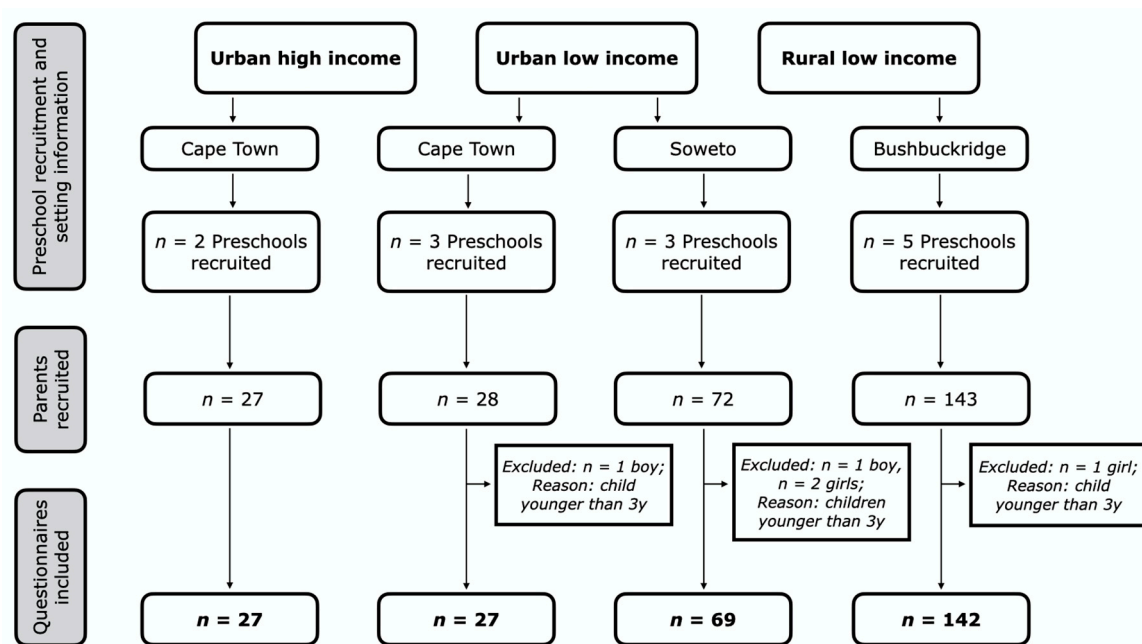 Preschool recruitment and
setting information
Urban high income
Urban low income
Rural low income
Cape Town
Cape Town
Soweto
Bushbuckridge
n = 2 Preschools
recruited
n = 3 Preschools
recruited
n = 3 Preschools
recruited
n = 5 Preschools
recruited
Parents
recruited
n = 27
n = 28
n = 72
n = 143
Excluded: n = 1 boy;
Reason: child
younger than 3y
Excluded: n = 1 boy,
n = 2 girls;
Reason: children
younger than 3y
Excluded: n = 1 girl;
Reason: child
younger than 3y
Questionnaires
included
n = 27
n = 27
n = 69
n = 142